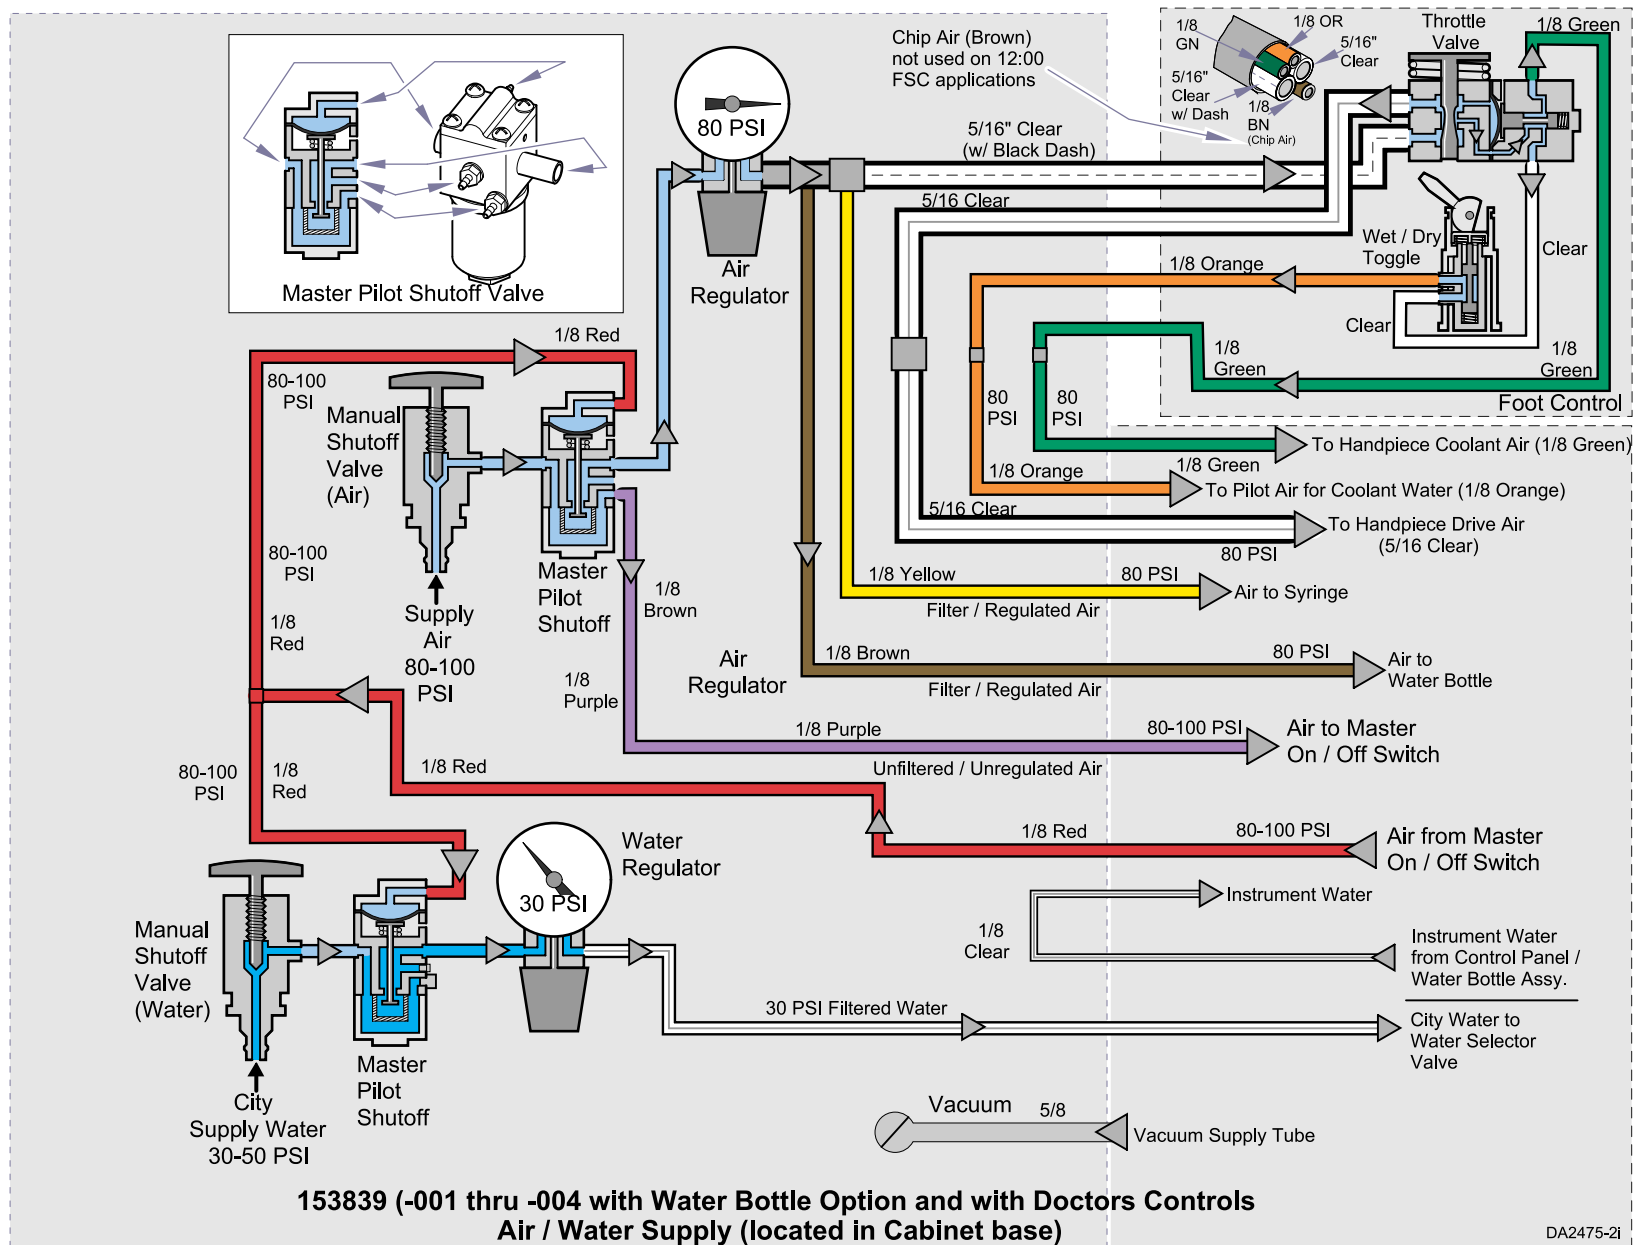 Master Pilot Shutoff Valve
80 PSI
Air
Regulator
Chip Air (Brown)
not used on 12:00
FSC applications
5/16" Clear
(w/ Black Dash)
1/8
GN
1/8 OR
5/16"
Clear
5/16"
Clear
w/ Dash
1/8
BN
(Chip Air)
Throttle
Valve
1/8 Green
5/16 Clear
Wet / Dry
Toggle
Clear
1/8 Orange
Clear
1/8
Green
1/8
Green
Foot Control
1/8 Red
80-100
PSI
Manual
Shutoff
Valve
(Air)
80
PSI
80
PSI
To Handpiece Coolant Air (1/8 Green)
1/8 Orange
1/8 Green
To Pilot Air for Coolant Water (1/8 Orange)
5/16 Clear
To Handpiece Drive Air
(5/16 Clear)
80 PSI
80-100
PSI
Master
Pilot
Shutoff
1/8
Brown
1/8 Yellow
80 PSI
Air to Syringe
Filter / Regulated Air
Supply
Air
80-100
PSI
1/8
Red
Air
Regulator
1/8
Purple
1/8 Brown
80 PSI
Air to
Water Bottle
Filter / Regulated Air
1/8 Purple
80-100 PSI
Air to Master
On / Off Switch
Unfiltered / Unregulated Air
80-100
PSI
1/8
Red
1/8 Red
Water
Regulator
30 PSI
1/8 Red
80-100 PSI
Air from Master
On / Off Switch
Instrument Water
1/8
Clear
Instrument Water
from Control Panel /
Water Bottle Assy.
Manual
Shutoff
Valve
(Water)
30 PSI Filtered Water
City Water to
Water Selector
Valve
Master
Pilot
Shutoff
City
Supply Water
30-50 PSI
Vacuum
5/8
Vacuum Supply Tube
153839 (-001 thru -004 with Water Bottle Option and with Doctors Controls
Air / Water Supply (located in Cabinet base)
DA2475-2i